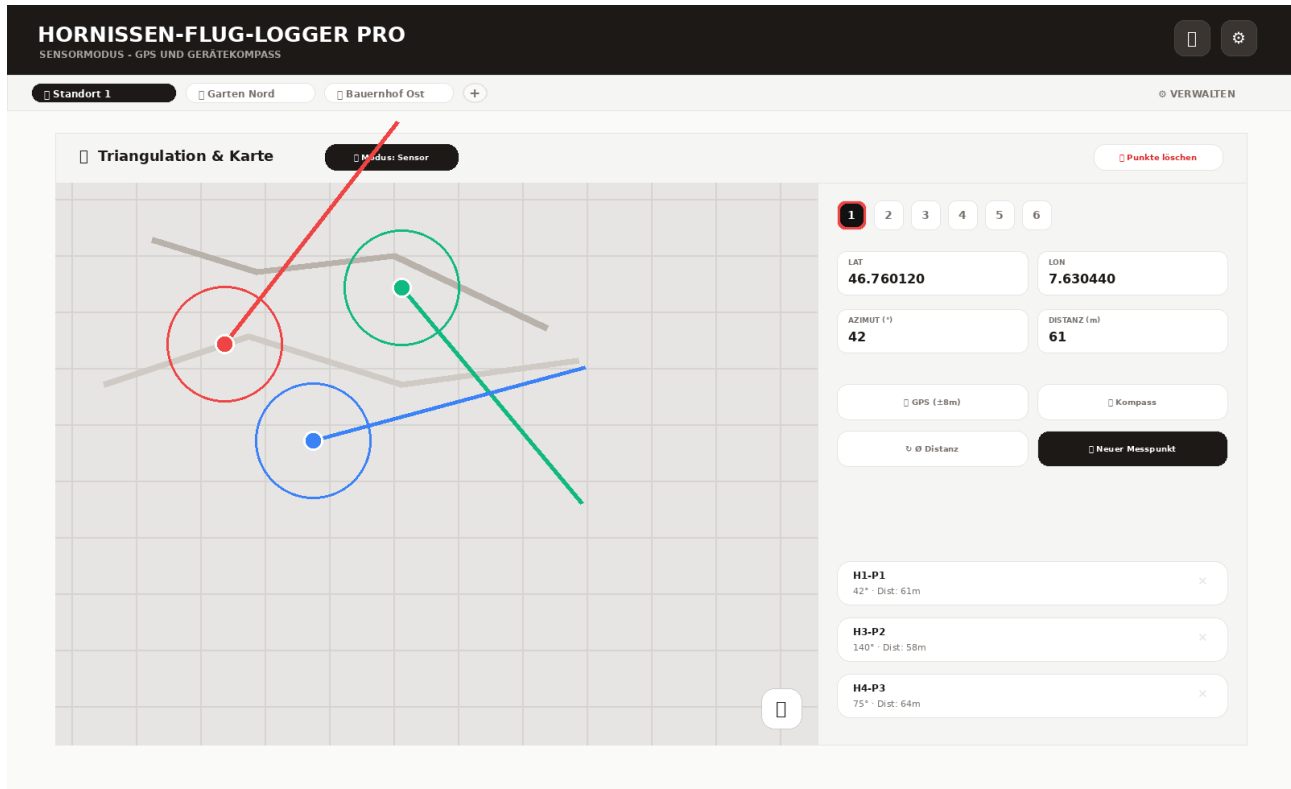 HORNISSEN-FLUG-LOGGER PRO
SENSORMODUS - GPS UND GERÄTEKOMPASS
Standort 1
Garten Nord
Bauernhof Ost
+
⚙ VERWALTEN
Triangulation & Karte
Modus: Sensor
Punkte löschen
1 2 3 4 5 6
LAT
46.760120
LON
7.630440
AZIMUT (°)
42
DISTANZ (m)
61
GPS (±8m)
Kompass
↻ Ø Distanz
Neuer Messpunkt
H1-P1
42° · Dist: 61m
H3-P2
140° · Dist: 58m
H4-P3
75° · Dist: 64m